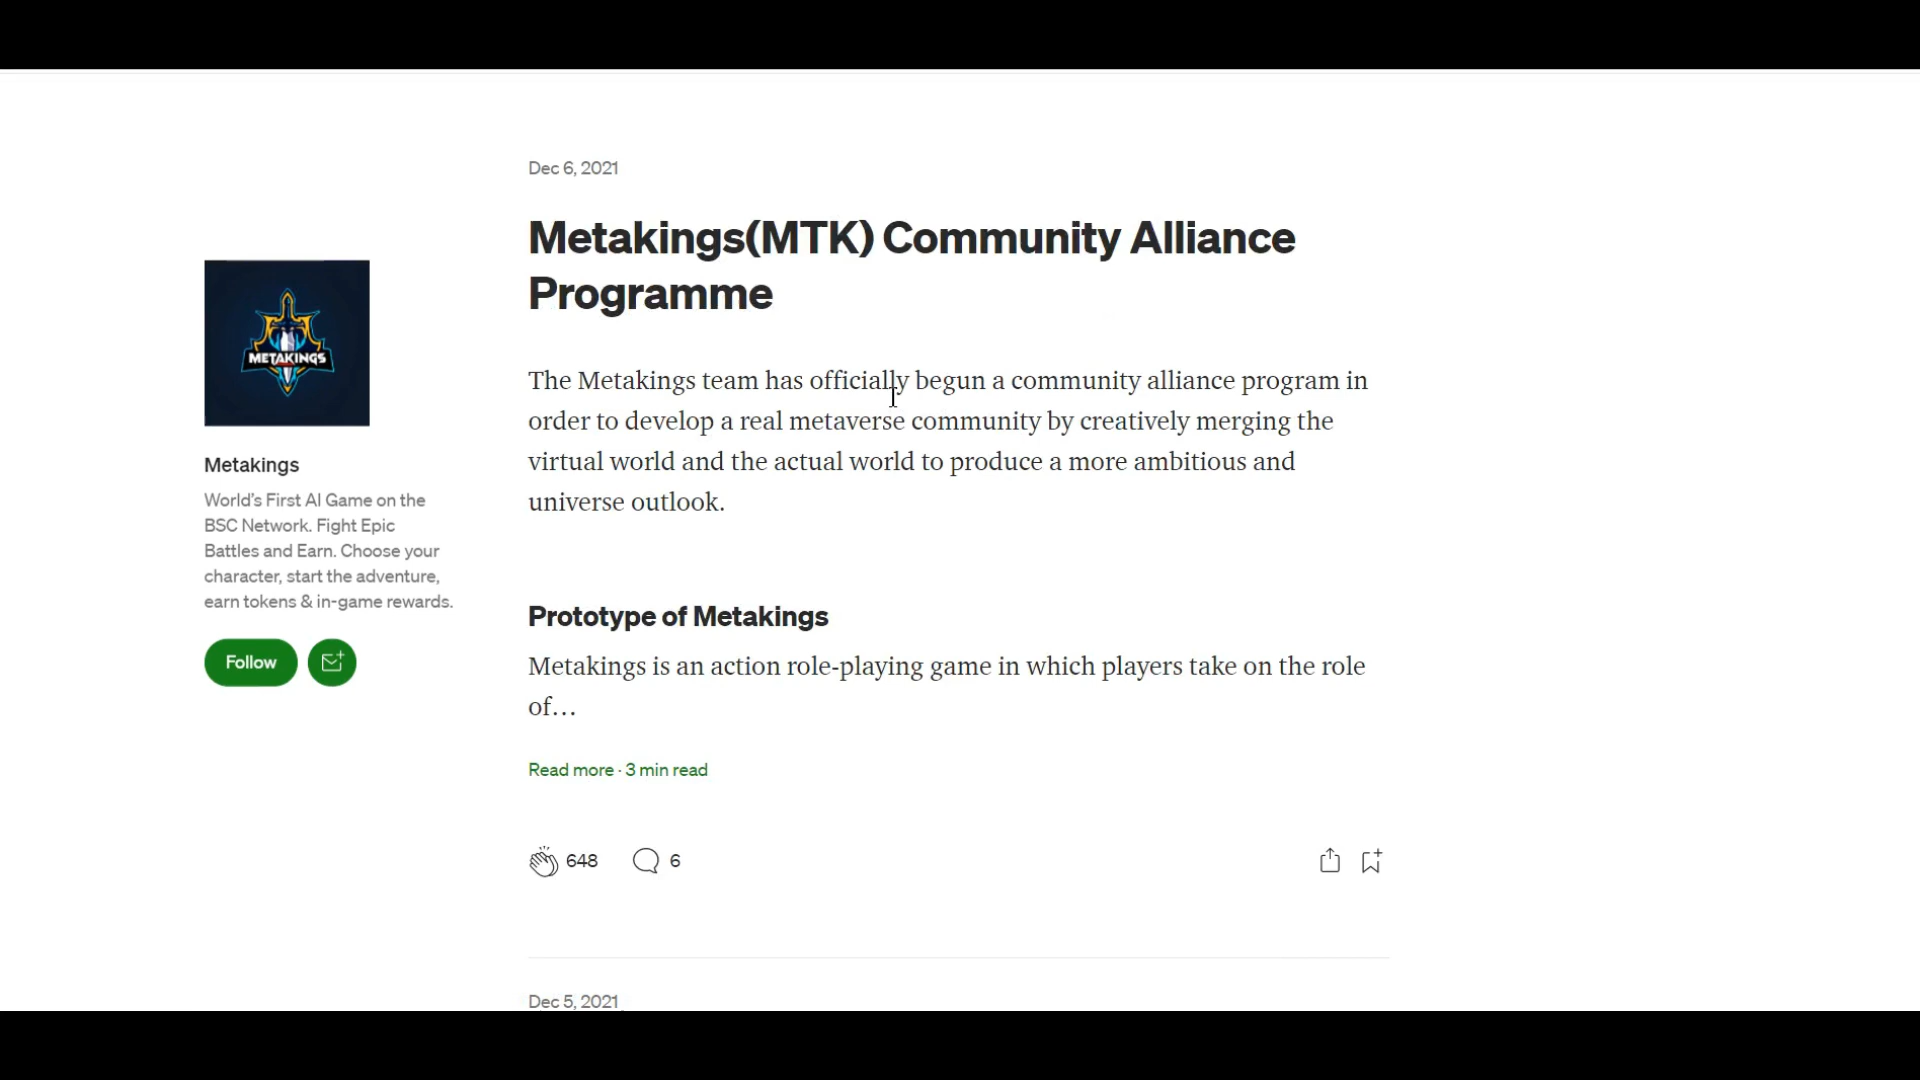 Dec 6, 2021
Metakings(MTK) Community Alliance
Programme
The Metakings team has officially begun a community alliance program in
order to develop a real metaverse community by creatively merging the
virtual world and the actual world to produce a more ambitious and
universe outlook.
Prototype of Metakings
Metakings is an action role-playing game in which players take on the role
of...
Read more · 3 min read
648
6
Dec 5, 2021
METAKINGS
Metakings
World's First AI Game on the
BSC Network. Fight Epic
Battles and Earn. Choose your
character, start the adventure,
earn tokens & in-game rewards.
Follow